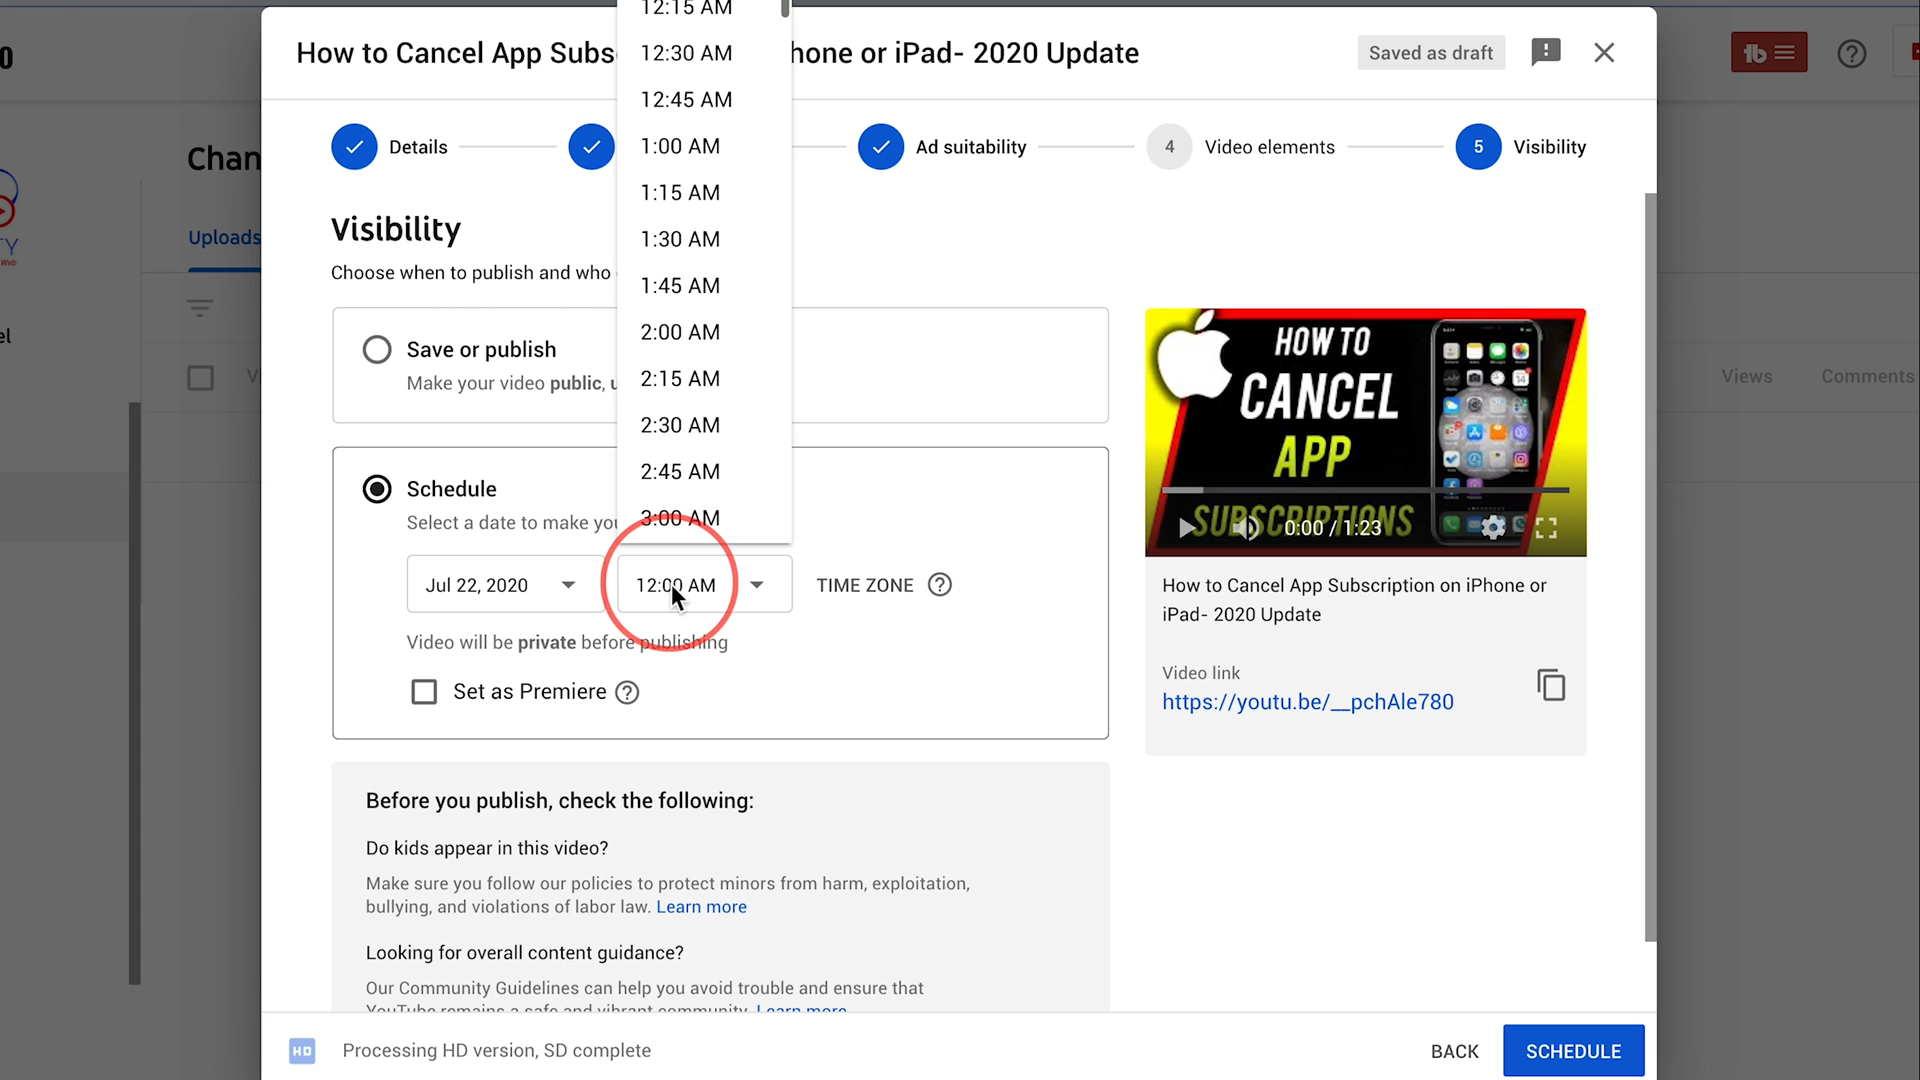 12:15 AM
How to Cancel App Subs
12:30 AM
hone or iPad- 2020 Update
Saved as draft
12:45 AM
Details
1:00 AM
Ad suitability
4
Video elements
5
Visibility
Chan
1:15 AM
Uploads
Visibility
1:30 AM
Choose when to publish and who
1:45 AM
Save or publish
2:00 AM
Make your video public, u
2:15 AM
Views
Comments
2:30 AM
2:45 AM
Schedule
3:00 AM
Select a date to make you
Jul 22, 2020
12:00 AM
TIME ZONE
Video will be private before publishing
Set as Premiere
HOW TO
CANCEL
APP
SUBSCRIPTIONS
0:00 / 1:23
How to Cancel App Subscription on iPhone or
iPad- 2020 Update
Video link
https://youtu.be/__pchAle780
Before you publish, check the following:
Do kids appear in this video?
Make sure you follow our policies to protect minors from harm, exploitation,
bullying, and violations of labor law. Learn more
Looking for overall content guidance?
Our Community Guidelines can help you avoid trouble and ensure that
YouTube remains a safe and vibrant community. Learn more
HD
Processing HD version, SD complete
BACK
SCHEDULE